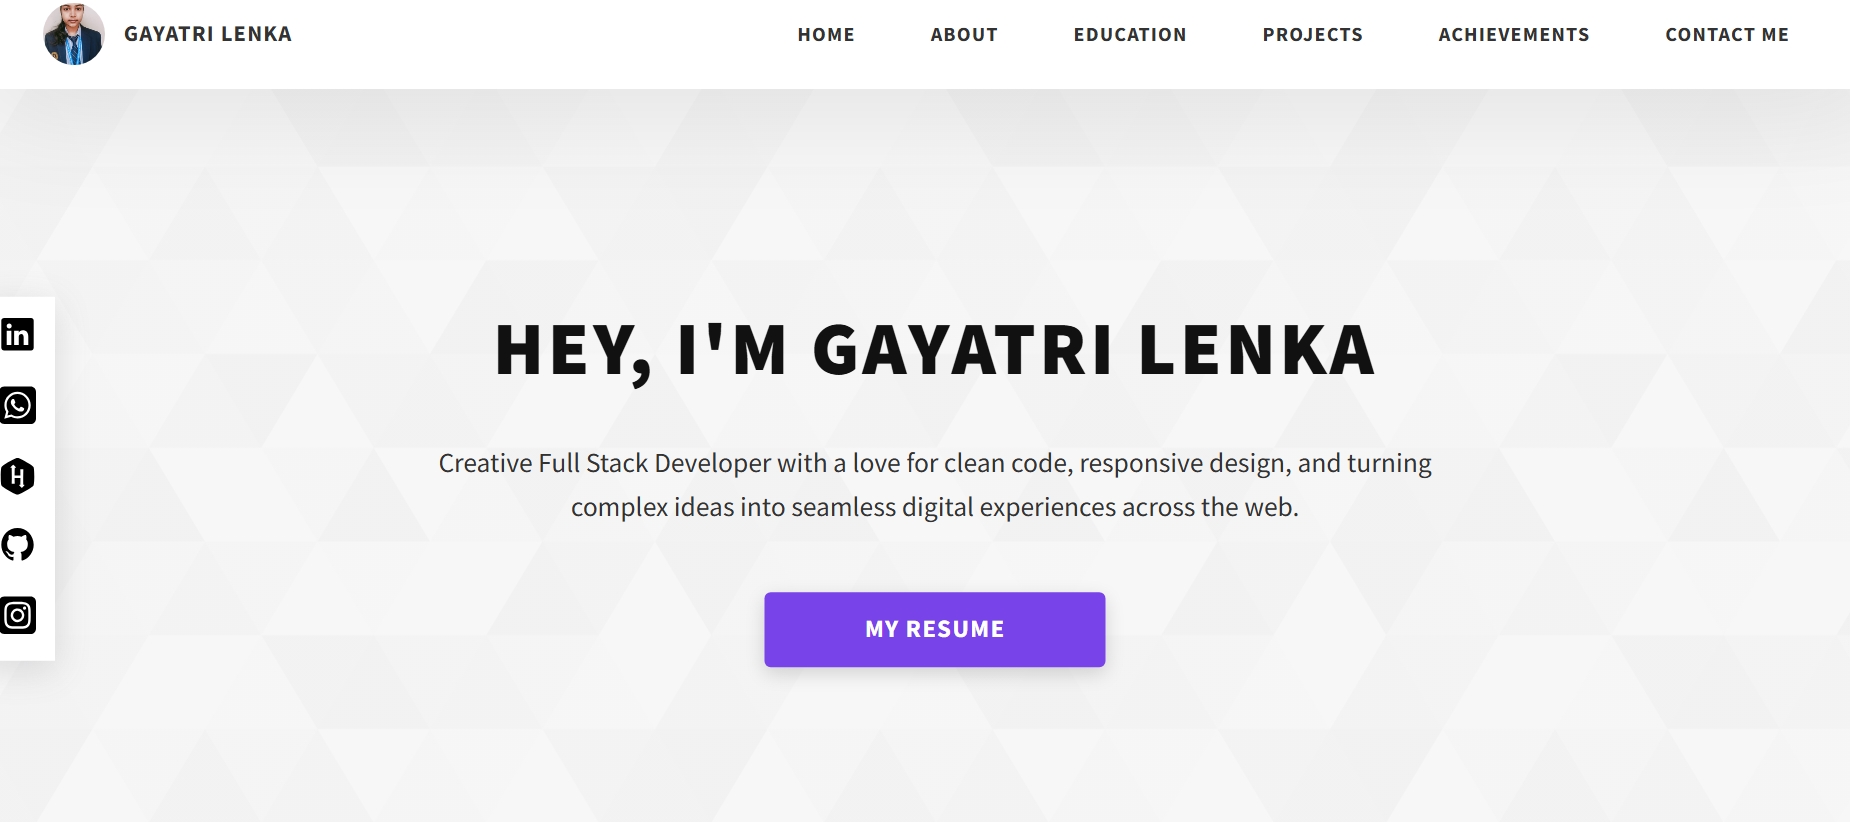 GAYATRI LENKA
HOME
ABOUT
EDUCATION
PROJECTS
ACHIEVEMENTS
CONTACT ME
in
HEY, I'M GAYATRI LENKA
Creative Full Stack Developer with a love for clean code, responsive design, and turning
complex ideas into seamless digital experiences across the web.
MY RESUME